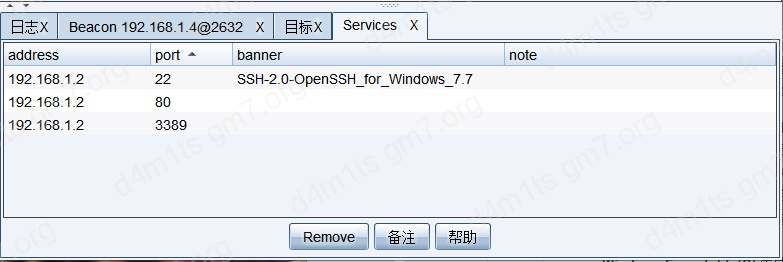 日志X Beacon 192.168.1.4@2632 X 目标X Services X
address port banner note
192.168.1.2 22 SSH-2.0-OpenSSH_for_Windows_7.7
192.168.1.2 80
192.168.1.2 3389
Remove 备注 帮助
d4m1ts gm7.org